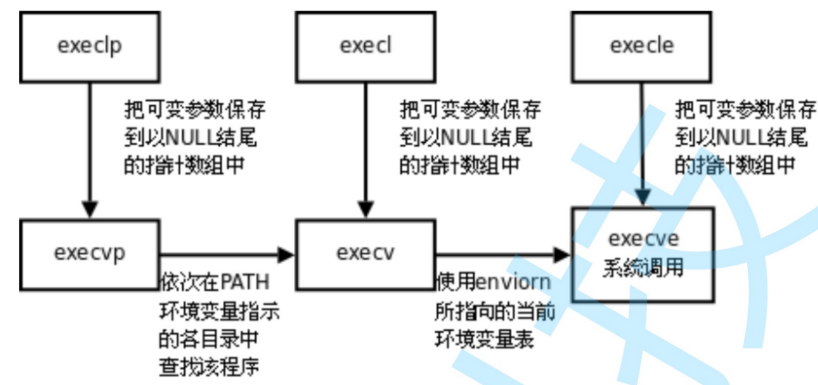 execlp
execl
execle
把可变参数保存
到以NULL结尾
的指针数组中
把可变参数保存
到以NULL结尾
的指针数组中
把可变参数保存
到以NULL结尾
的指针数组中
execvp
execv
execve
系统调用
依次在PATH
环境变量指示
的各目录中
查找该程序
使用enviorn
所指向的当前
环境变量表